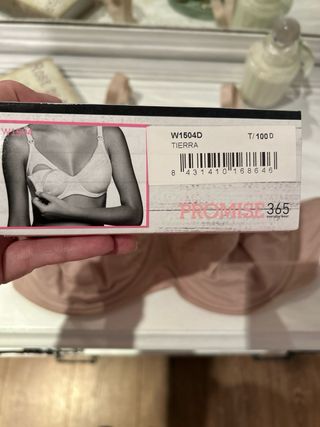 W1504D T/100D
TIERRA
8 431410 168646
PROMISE 365